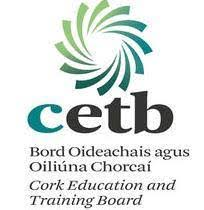 cetb
Bord Oideachais agus
Oiliúna Chorcaí
Cork Education and
Training Board